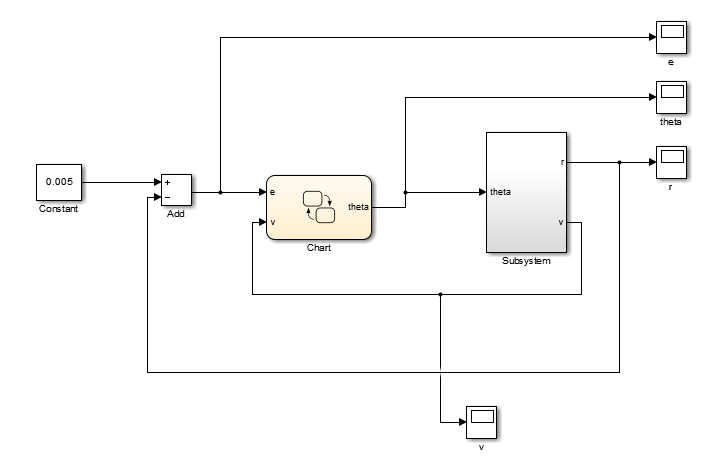 e
theta
r
0.005
Constant
+
−
Add
e
v
theta
Chart
theta
r
v
Subsystem
v